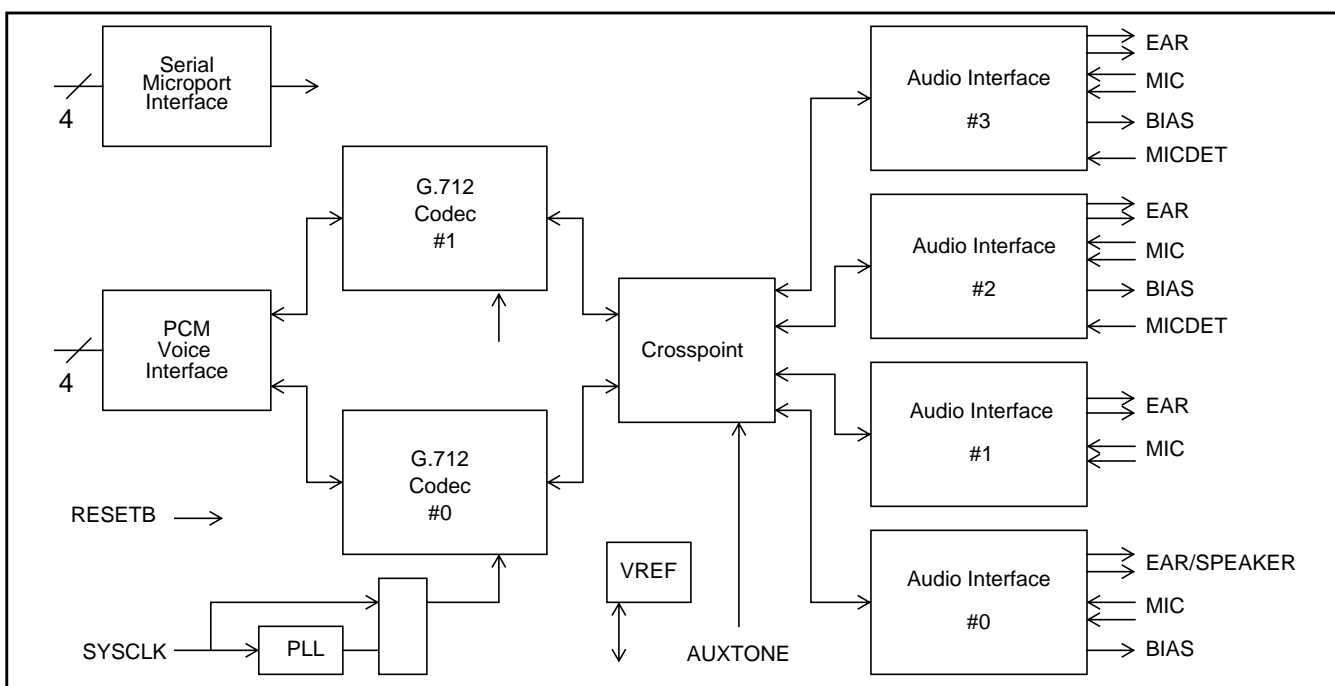 Serial
Microport
Interface
4
G.712
Codec
#1
PCM
Voice
Interface
4
G.712
Codec
#0
RESETB
SYSCLK
PLL
VREF
AUXTONE
Crosspoint
Audio Interface
#3
EAR
MIC
BIAS
MICDET
Audio Interface
#2
EAR
MIC
BIAS
MICDET
Audio Interface
#1
EAR
MIC
Audio Interface
#0
EAR/SPEAKER
MIC
BIAS